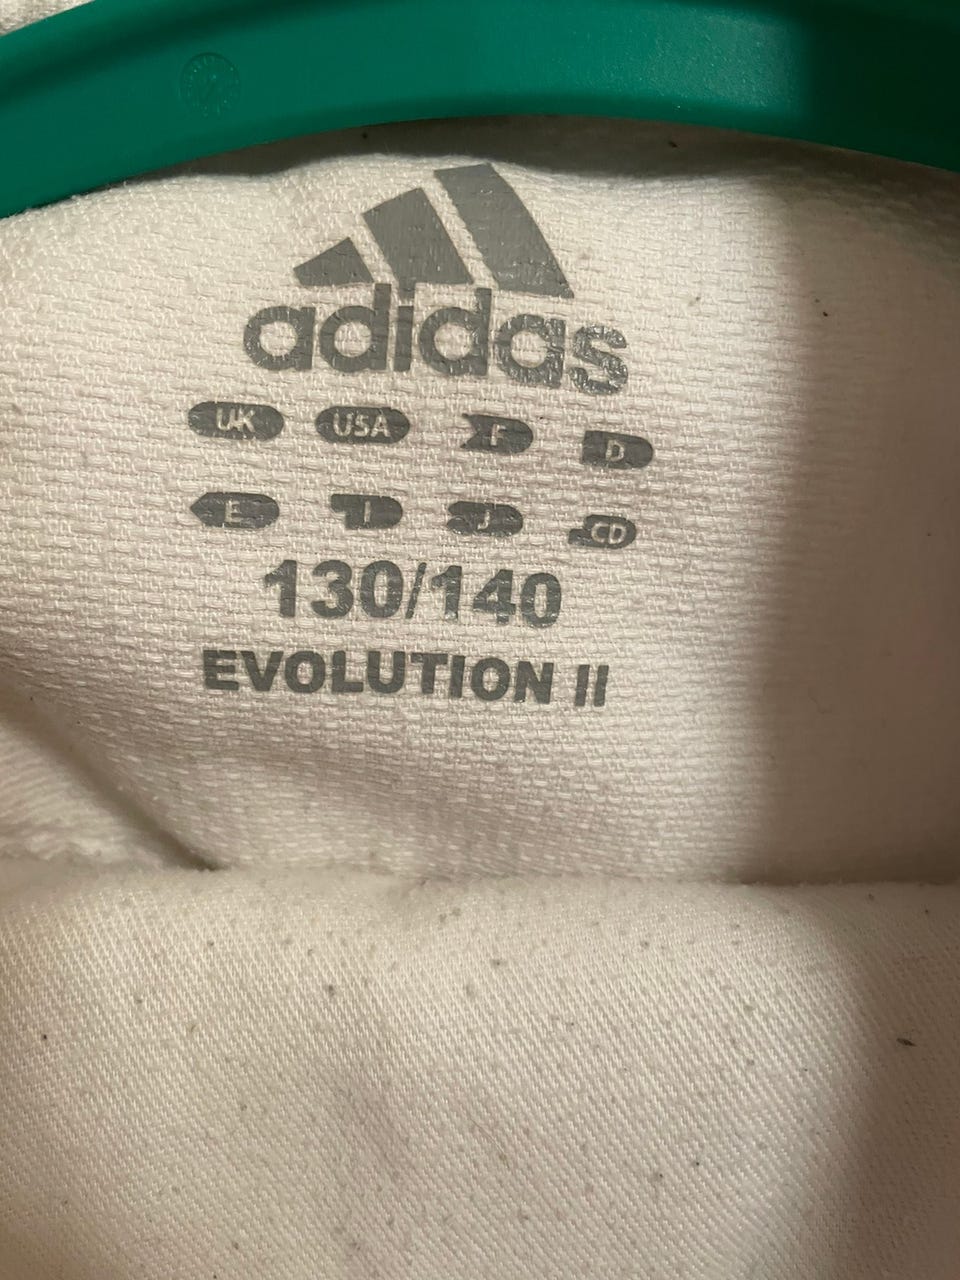 adidas
UK USA F D
E I J CD
130/140
EVOLUTION II